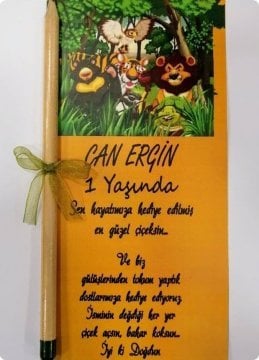 CAN ERGİN
1 Yaşında
Sen hayatımıza hediye edilmiş
en güzel çiçeksin...
Ve biz
gülüşlerinden tohum yaptık
dostlarımıza hediye ediyoruz.
İsminin değdiği her yer
çiçek açsın, bahar koksun...
İyi ki Doğdun